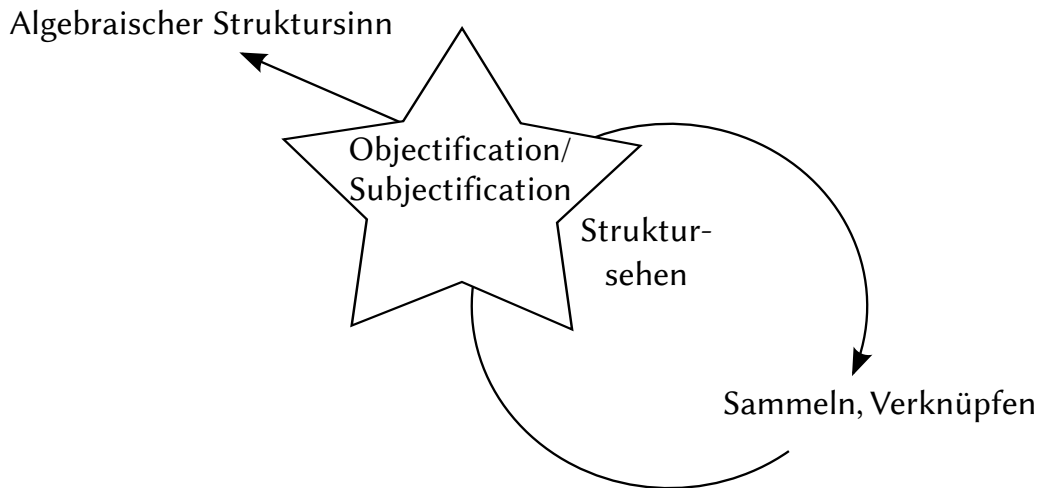 Algebraischer Struktursinn
Objectification/
Subjectification
Struktur-
sehen
Sammeln, Verknüpfen